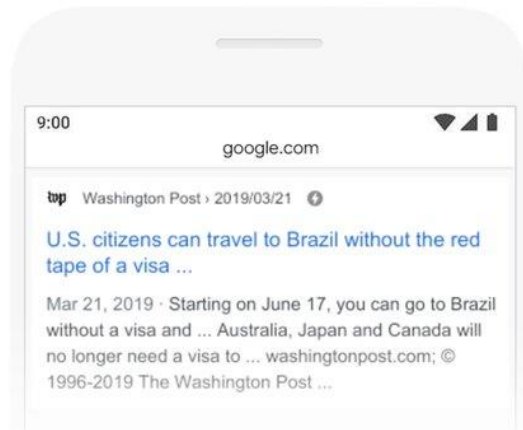 9:00
google.com
wp Washington Post › 2019/03/21
U.S. citizens can travel to Brazil without the red
tape of a visa ...
Mar 21, 2019 · Starting on June 17, you can go to Brazil
without a visa and ... Australia, Japan and Canada will
no longer need a visa to ... washingtonpost.com; ©
1996-2019 The Washington Post ...